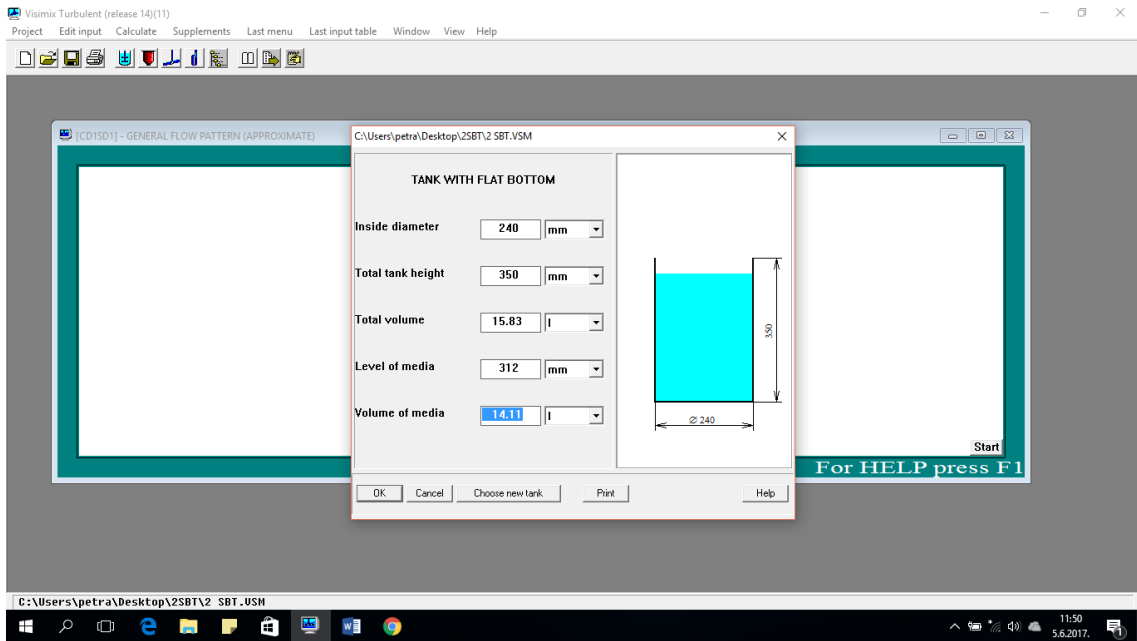 Visimix Turbulent (release 14)(11)
Project Edit input Calculate Supplements Last menu Last input table Window View Help
[CD1SD1] - GENERAL FLOW PATTERN (APPROXIMATE)
C:\Users\petra\Desktop\2SBT\2 SBT.VSM
TANK WITH FLAT BOTTOM
Inside diameter 240 mm
Total tank height 350 mm
Total volume 15.83 l
Level of media 312 mm
Volume of media 14.11 l
350
Ø 240
Start
For HELP press F1
OK Cancel Choose new tank Print Help
C:\Users\petra\Desktop\2SBT\2 SBT.VSM
11:50
5.6.2017.
1